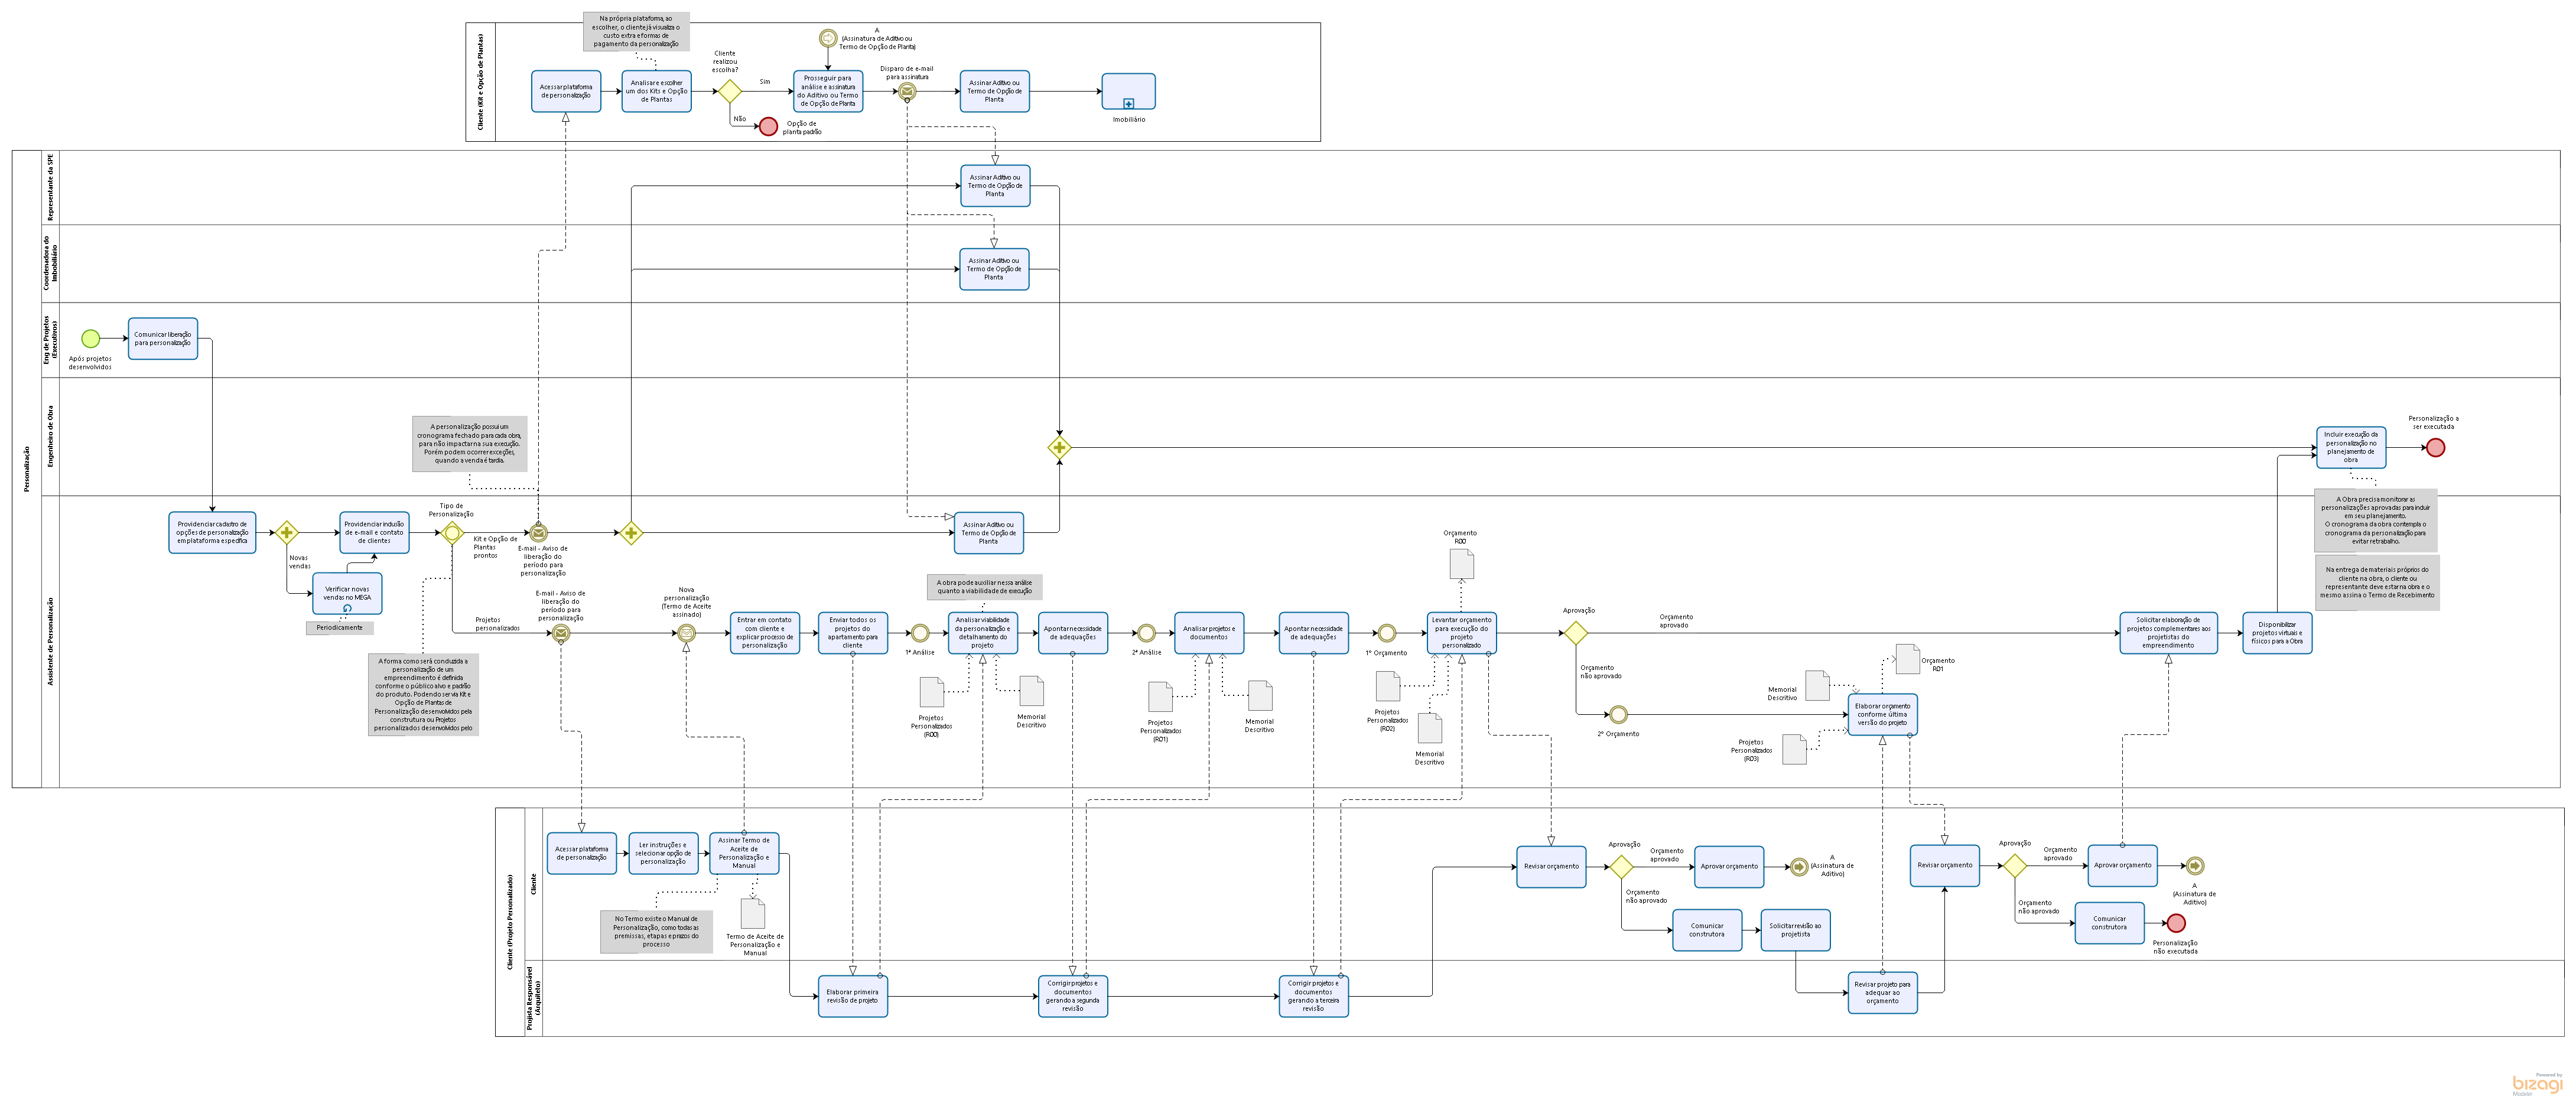 Na própria plataforma, ao
escolher, o cliente já visualiza o
custo extra e formas de
pagamento da personalização
A
(Assinatura de Aditivo ou
Termo de Opção de Planta)
Cliente
realizou
escolha?
Sim
Não
Disparo de e-mail
para assinatura
Cliente (Kit e Opção de Plantas)
Acessar plataforma
de personalização
Analisar e escolher
um dos Kits e Opção
de Plantas
Prosseguir para
análise e assinatura
do Aditivo ou Termo
de Opção de Planta
Assinar Aditivo ou
Termo de Opção de
Planta
Imobiliário
Opção de
planta padrão
Personalização
Representante da SPE
Assinar Aditivo ou
Termo de Opção de
Planta
Coordenadora do
Imbobiliário
Assinar Aditivo ou
Termo de Opção de
Planta
Eng de Projetos
(Executivos)
Após projetos
desenvolvidos
Comunicar liberação
para personalização
Engenheiro de Obra
A personalização possui um
cronograma fechado para cada obra,
para não impactar na sua execução.
Porém podem ocorrer exceções,
quando a venda é tardia.
Incluir execução da
personalização no
planejamento de
obra
Personalização a
ser executada
A Obra precisa monitorar as
personalizações aprovadas para incluir
em seu planejamento.
O cronograma da obra contempla o
cronograma da personalização para
evitar retrabalho.
Na entrega de materiais próprios do
cliente na obra, o cliente ou
representante deve estar na obra e o
mesmo assina o Termo de Recebimento
Assistente de Personalização
Providenciar cadastro de
opções de personalização
em plataforma específica
Novas
vendas
Providenciar indusão
de e-mail e contato
de clientes
Verificar novas
vendas no MEGA
Periodicamente
Tipo de
Personalização
Kit e Opção de
Plantas
prontos
E-mail - Aviso de
liberação do
período para
personalização
Assinar Aditivo ou
Termo de Opção de
Planta
Projetos
personalizados
E-mail - Aviso de
liberação do
período para
personalização
A forma como será conduzida a
personalização de um
empreendimento é definida
conforme o público alvo e padrão
do produto. Podendo ser via Kit e
Opção de Plantas de
Personalização desenvolvidos pela
construtura ou Projetos
personalizados desenvolvidos pelo
Nova
personalização
(Termo de Aceite
assinado)
Entrar em contato
com cliente e
explicar processo de
personalização
Enviar todos os
projetos do
apartamento para
cliente
1ª Análise
A obra pode auxiliar nessa análise
quanto a viabilidade de execução
Analisar viabilidade
da personalização e
detalhamento do
projeto
Projetos
Personalizados
(R00)
Memorial
Descritivo
Apontar necessidade
de adequações
2ª Análise
Analisar projetos e
documentos
Projetos
Personalizados
(R01)
Memorial
Descritivo
Apontar necessidade
de adequações
1º Orçamento
Orçamento
R00
Levantar orçamento
para execução do
projeto
personalizado
Projetos
Personalizados
(R02)
Memorial
Descritivo
Aprovação
Orçamento
aprovado
Orçamento
não aprovado
2º Orçamento
Memorial
Descritivo
Projetos
Personalizados
(R03)
Orçamento
R01
Elaborar orçamento
conforme última
versão do projeto
Solicitar elaboração de
projetos complementares aos
projetistas do
empreendimento
Disponibilizar
projetos virtuais e
físicos para a Obra
Cliente (Projeto Personalizado)
Cliente
Acessar plataforma
de personalização
Ler instruções e
selecionar opção de
personalização
Assinar Termo de
Aceite de
Personalização e
Manual
No Termo existe o Manual de
Personalização, como todas as
premissas, etapas e prazos do
processo
Termo de Aceite de
Personalização e
Manual
Revisar orçamento
Aprovação
Orçamento
aprovado
Aprovar orçamento
A
(Assinatura de
Aditivo)
Orçamento
não aprovado
Comunicar
construtora
Solicitar revisão ao
projetista
Revisar orçamento
Aprovação
Orçamento
aprovado
Aprovar orçamento
A
(Assinatura de
Aditivo)
Orçamento
não aprovado
Comunicar
construtora
Personalização
não executada
Projista Responsável
(Arquiteto)
Elaborar primeira
revisão de projeto
Corrigir projetos e
documentos
gerando a segunda
revisão
Corrigir projetos e
documentos
gerando a terceira
revisão
Revisar projeto para
adequar ao
orçamento
Powered by
bizagi
Modeler